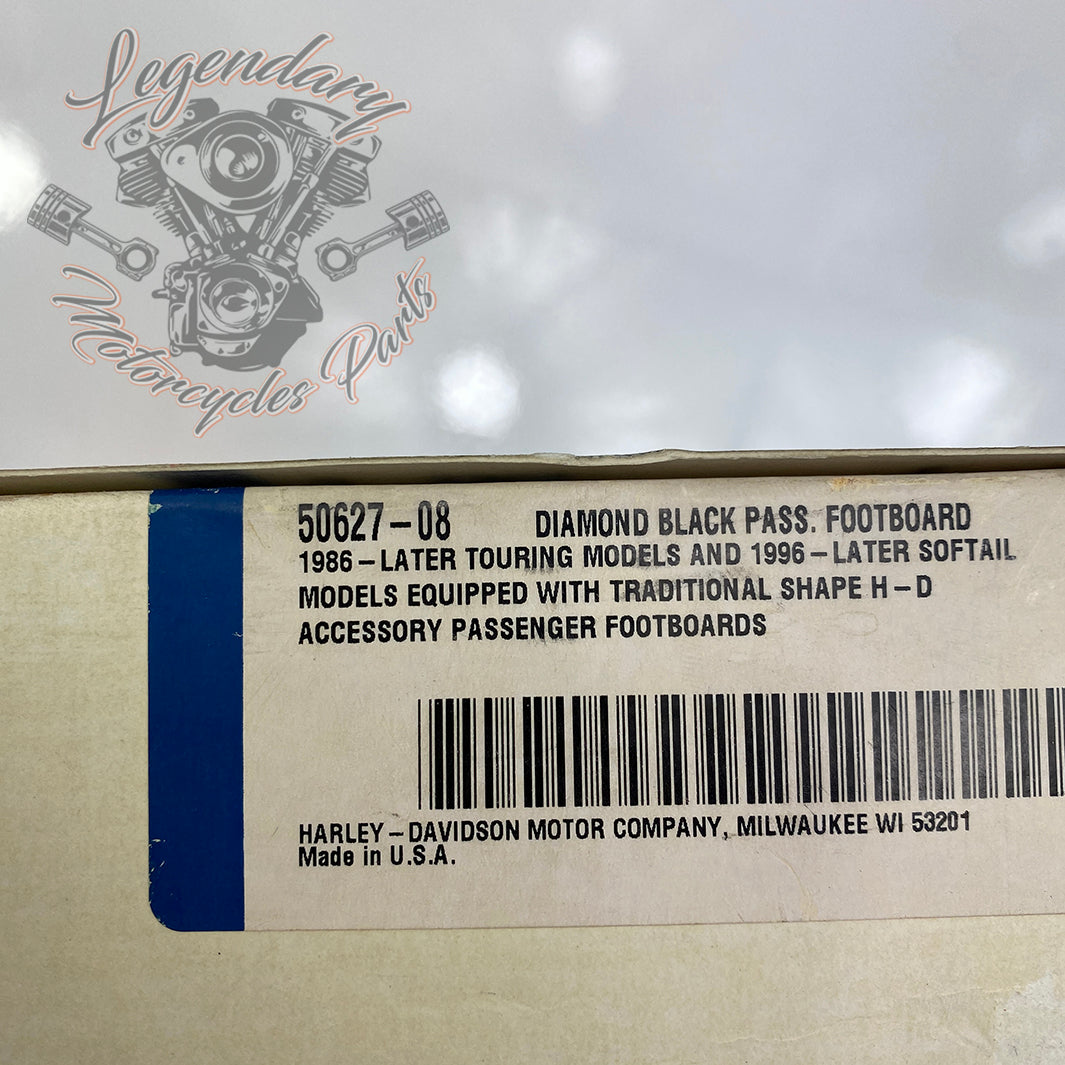 Legendary
Motorcycles Parts
50627-08 DIAMOND BLACK PASS. FOOTBOARD
1986-LATER TOURING MODELS AND 1996-LATER SOFTAIL
MODELS EQUIPPED WITH TRADITIONAL SHAPE H-D
ACCESSORY PASSENGER FOOTBOARDS
HARLEY-DAVIDSON MOTOR COMPANY, MILWAUKEE WI 53201
Made in U.S.A.